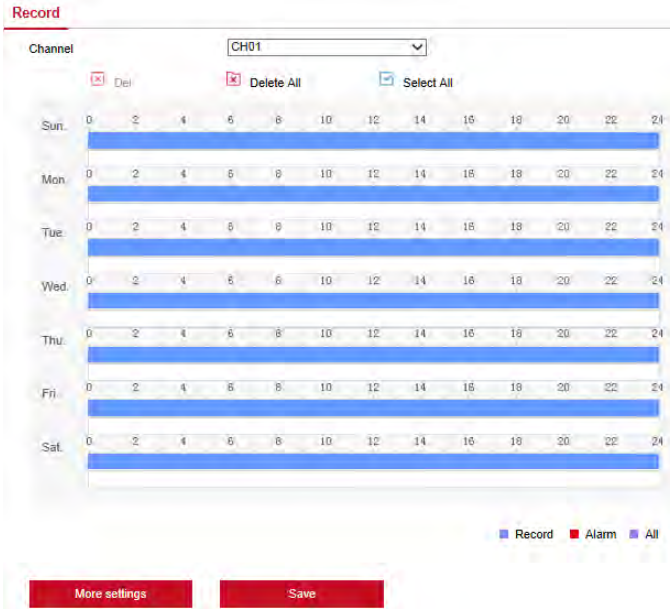 Record
Channel CH01
Del Delete All Select All
Sun. 0 2 4 6 8 10 12 14 16 18 20 22 24
Mon. 0 2 4 6 8 10 12 14 16 18 20 22 24
Tue. 0 2 4 6 8 10 12 14 16 18 20 22 24
Wed. 0 2 4 6 8 10 12 14 16 18 20 22 24
Thu. 0 2 4 6 8 10 12 14 16 18 20 22 24
Fri. 0 2 4 6 8 10 12 14 16 18 20 22 24
Sat. 0 2 4 6 8 10 12 14 16 18 20 22 24
Record Alarm All
More settings Save